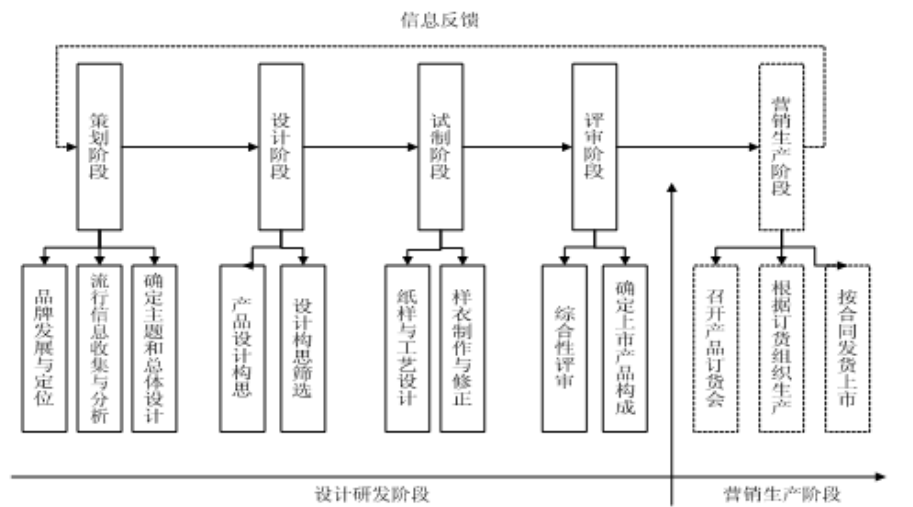 信息反馈
策划阶段
设计阶段
试制阶段
评审阶段
营销生产阶段
品牌发展与定位
流行信息收集与分析
确定主题和总体设计
产品设计构思
设计构思筛选
纸样与工艺设计
样衣制作与修正
综合性评审
确定上市产品构成
召开产品订货会
根据订货组织生产
按合同发货上市
设计研发阶段
营销生产阶段